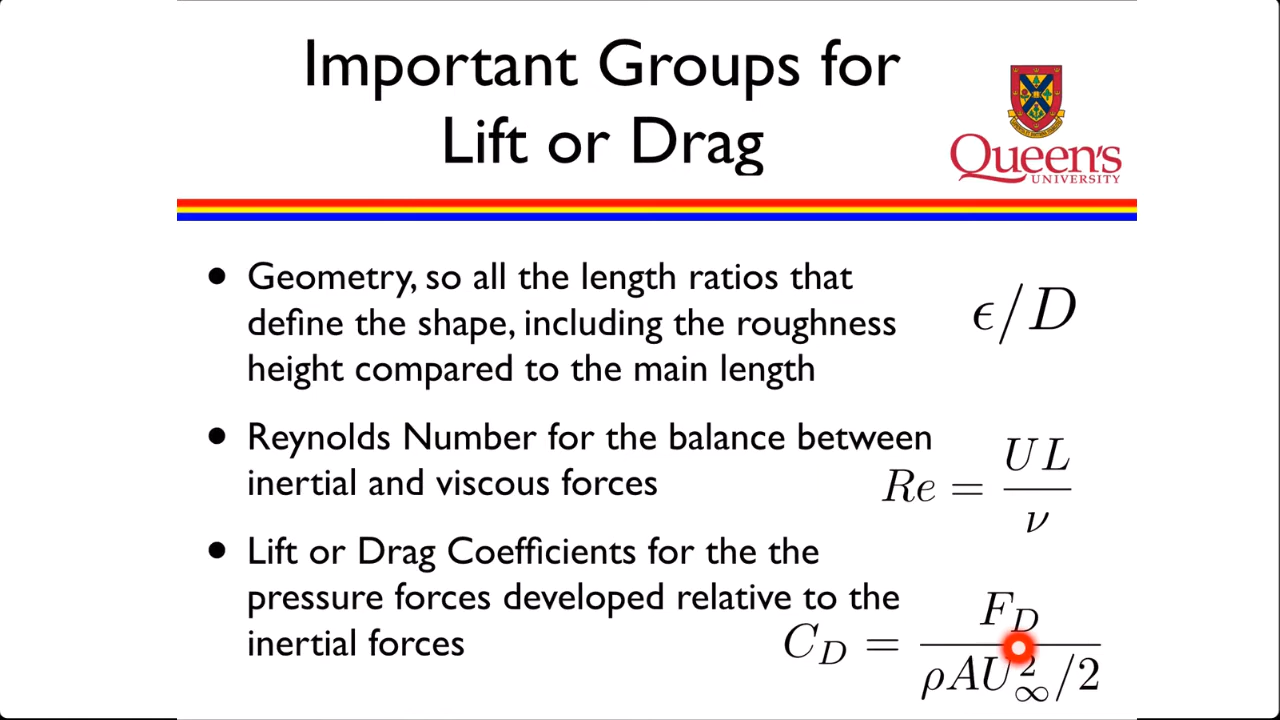 Important Groups for
Lift or Drag
Queen's
UNIVERSITY
• Geometry, so all the length ratios that
define the shape, including the roughness
height compared to the main length
ϵ/D
• Reynolds Number for the balance between
inertial and viscous forces
Re = UL/ν
• Lift or Drag Coefficients for the the
pressure forces developed relative to the
inertial forces
C_D = F_D/(ρAU_∞^2/2)